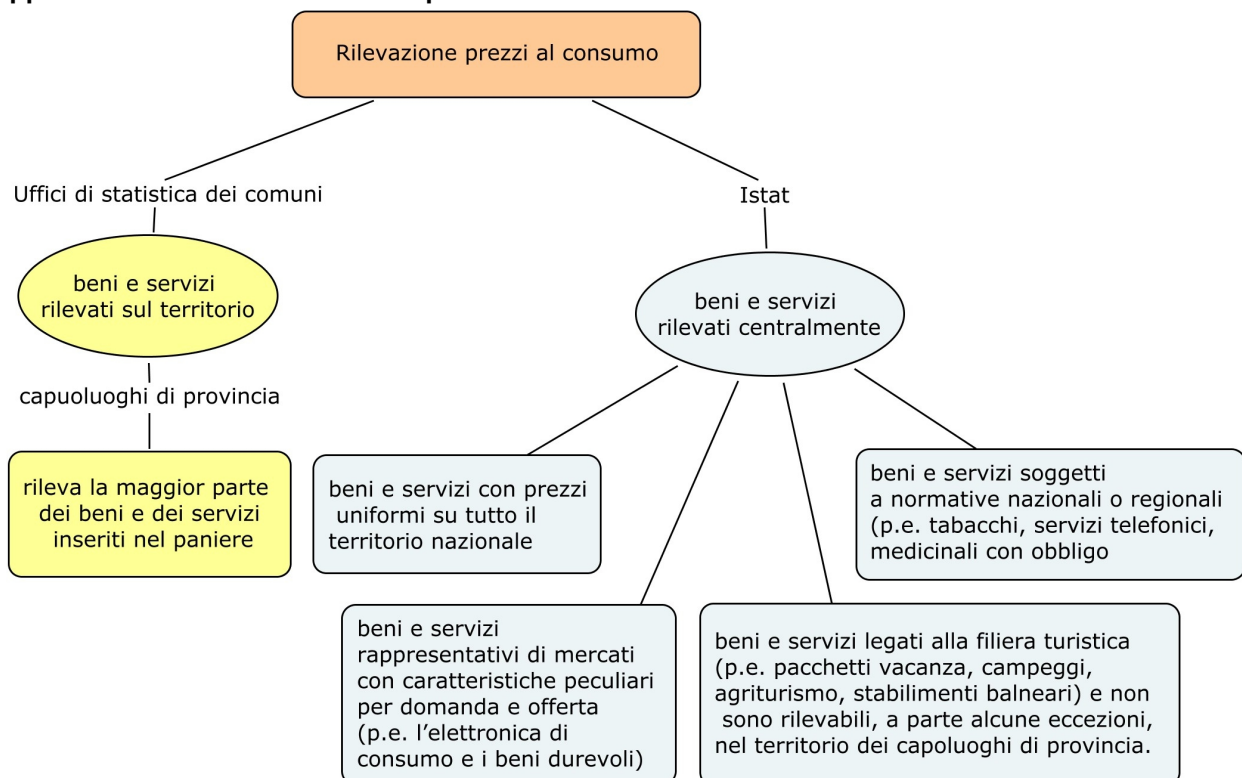 Rilevazione prezzi al consumo
Uffici di statistica dei comuni
Istat
beni e servizi
rilevati sul territorio
beni e servizi
rilevati centralmente
capuoluoghi di provincia
rileva la maggior parte
dei beni e dei servizi
inseriti nel paniere
beni e servizi con prezzi
uniformi su tutto il
territorio nazionale
beni e servizi soggetti
a normative nazionali o regionali
(p.e. tabacchi, servizi telefonici,
medicinali con obbligo
beni e servizi
rappresentativi di mercati
con caratteristiche peculiari
per domanda e offerta
(p.e. l'elettronica di
consumo e i beni durevoli)
beni e servizi legati alla filiera turistica
(p.e. pacchetti vacanza, campeggi,
agriturismo, stabilimenti balneari) e non
sono rilevabili, a parte alcune eccezioni,
nel territorio dei capoluoghi di provincia.